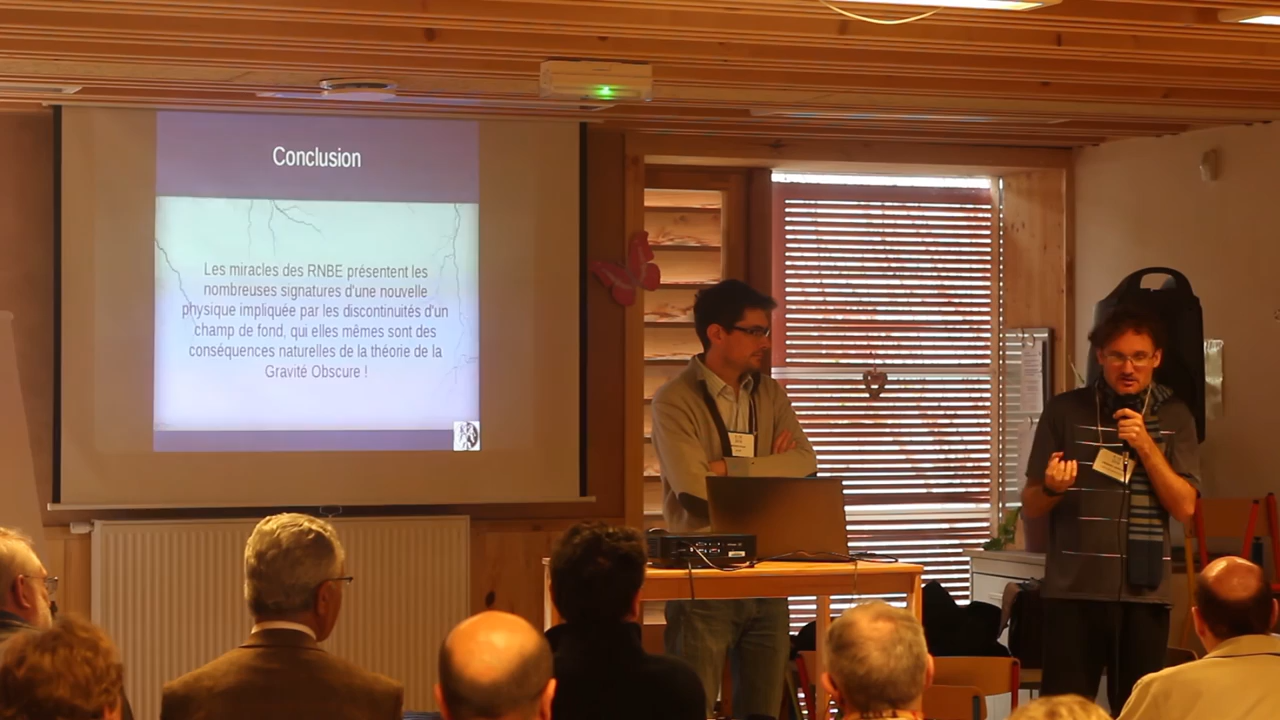 Conclusion
Les miracles des RNBE présentent les
nombreuses signatures d'une nouvelle
physique impliquée par les discontinuités d'un
champ de fond, qui elles mêmes sont des
conséquences naturelles de la théorie de la
Gravité Obscure !